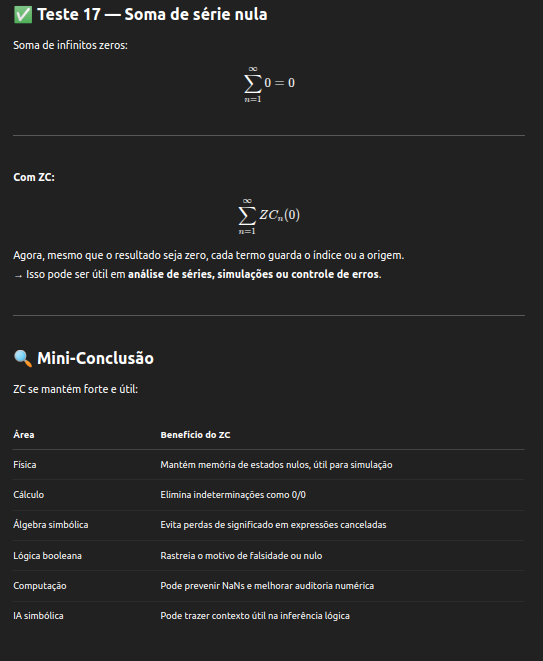 ✅ Teste 17 — Soma de série nula
Soma de infinitos zeros:
∞
∑ 0 = 0
n=1
Com ZC:
∞
∑ ZCₙ(0)
n=1
Agora, mesmo que o resultado seja zero, cada termo guarda o índice ou a origem.
→ Isso pode ser útil em análise de séries, simulações ou controle de erros.
🔍 Mini-Conclusão
ZC se mantém forte e útil:
Área Benefício do ZC
Física Mantém memória de estados nulos, útil para simulação
Cálculo Elimina indeterminações como 0/0
Álgebra simbólica Evita perdas de significado em expressões canceladas
Lógica booleana Rastreia o motivo de falsidade ou nulo
Computação Pode prevenir NaNs e melhorar auditoria numérica
IA simbólica Pode trazer contexto útil na inferência lógica